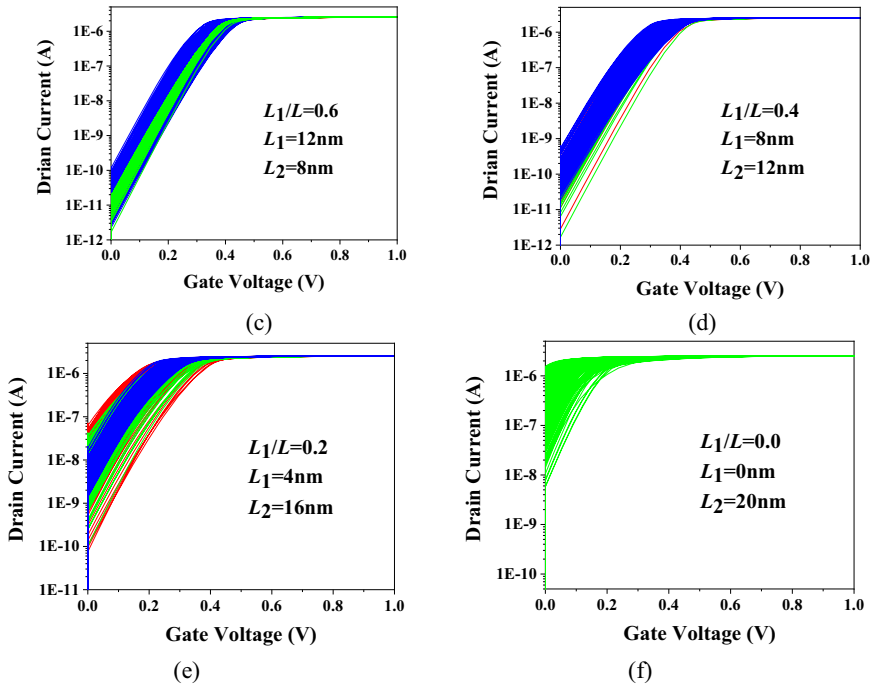 1E-6
1E-7
1E-8
1E-9
1E-10
1E-11
1E-12
Drian Current (A)
L1/L=0.6
L1=12nm
L2=8nm
0.0 0.2 0.4 0.6 0.8 1.0
Gate Voltage (V)
(c)
1E-6
1E-7
1E-8
1E-9
1E-10
1E-11
1E-12
Drian Current (A)
L1/L=0.4
L1=8nm
L2=12nm
0.0 0.2 0.4 0.6 0.8 1.0
Gate Voltage (V)
(d)
1E-6
1E-7
1E-8
1E-9
1E-10
1E-11
Drain Current (A)
L1/L=0.2
L1=4nm
L2=16nm
0.0 0.2 0.4 0.6 0.8 1.0
Gate Voltage (V)
(e)
1E-6
1E-7
1E-8
1E-9
1E-10
Drain Current (A)
L1/L=0.0
L1=0nm
L2=20nm
0.0 0.2 0.4 0.6 0.8 1.0
Gate Voltage (V)
(f)